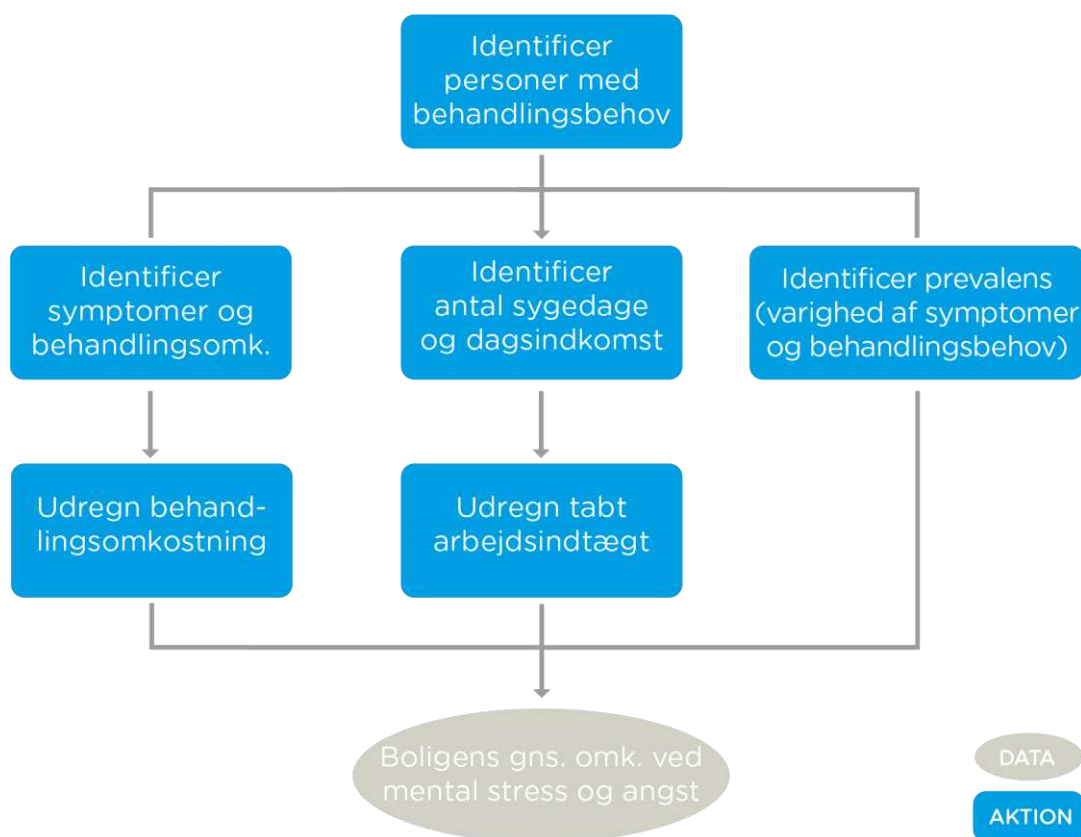 Identificer
personer med
behandlingsbehov
Identificer
symptomer og
behandlingsomk.
Identificer
antal sygedage
og dagsindkomst
Identificer prevalens
(varighed af symptomer
og behandlingsbehov)
Udregn behand-
lingsomkostning
Udregn tabt
arbejdsindtægt
Boligens gns. omk. ved
mental stress og angst
DATA
AKTION